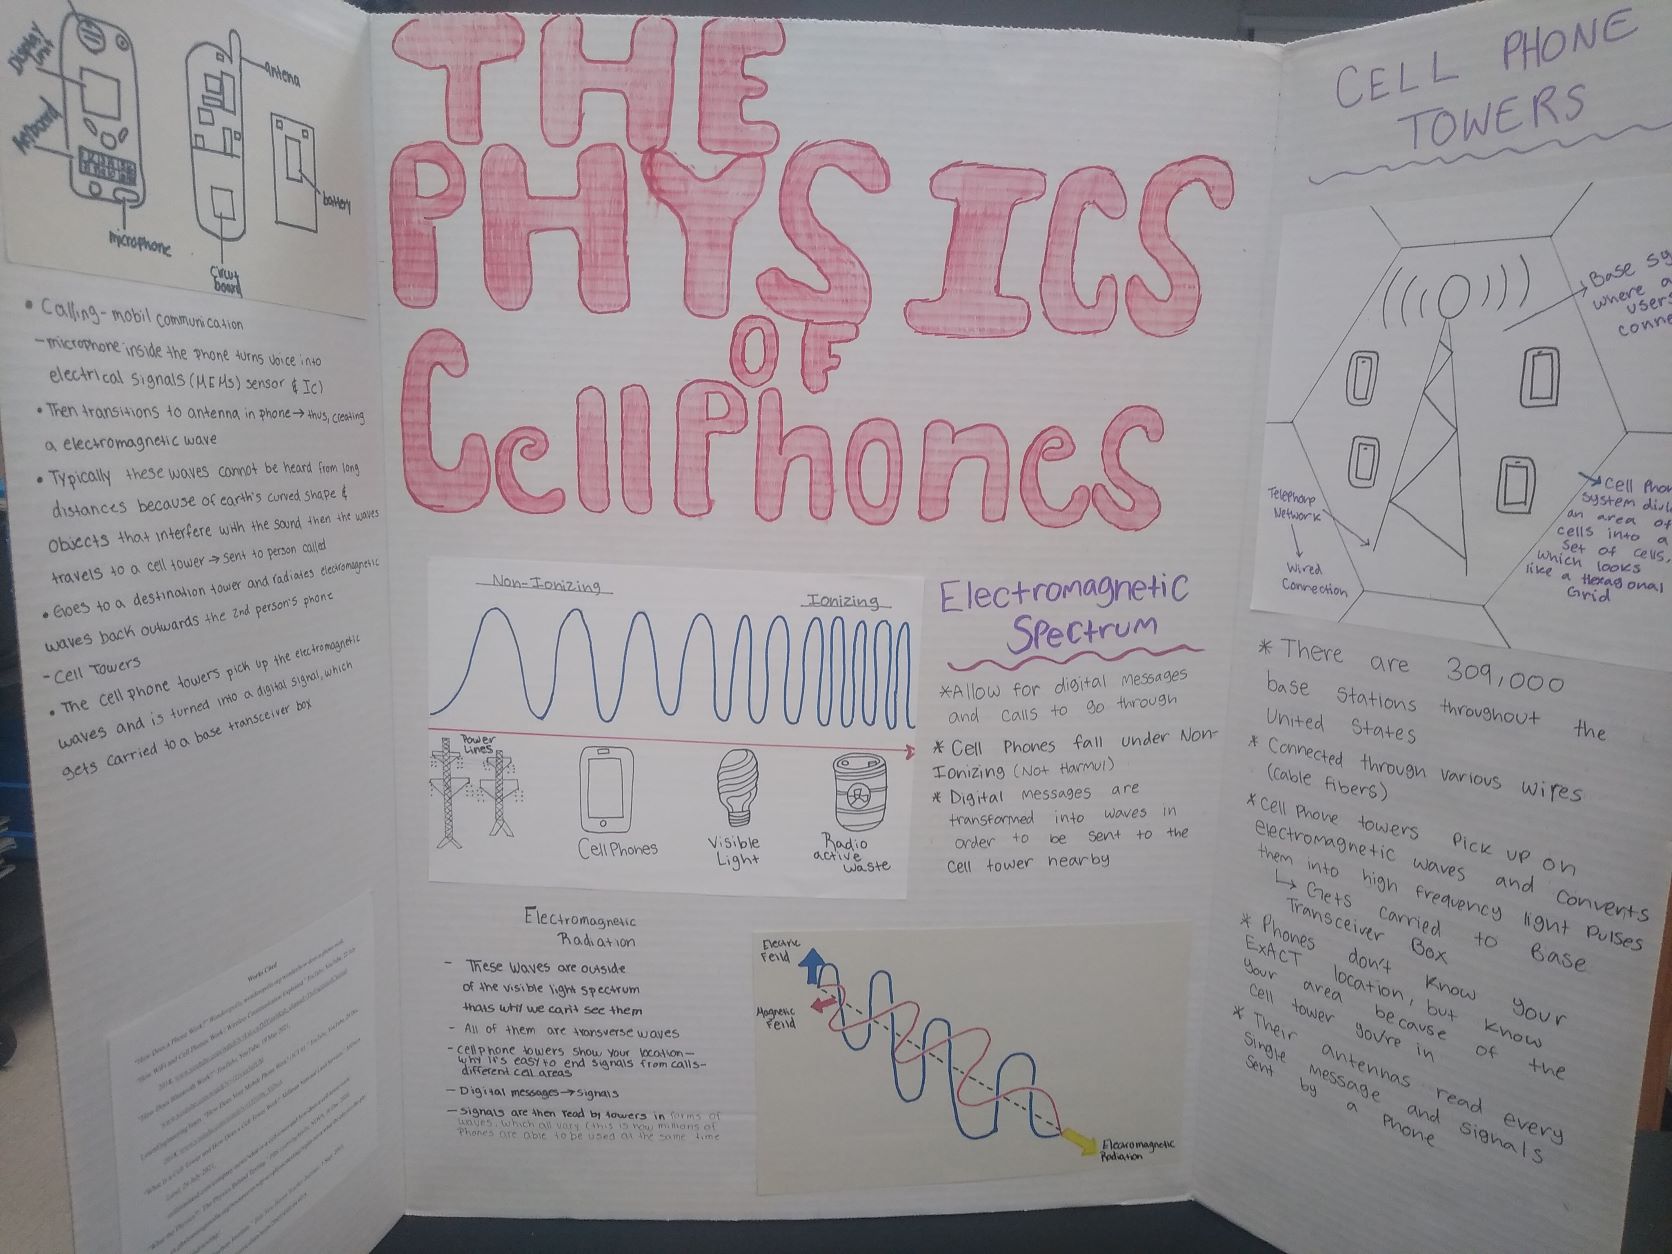 Display
unit
antena
battery
microphone
circut
board
• Calling-mobil communication
-microphone inside the phone turns voice into
electrical signals (MEMs) sensor & Ic)
• Then transitions to antenna in phone → thus, creating
a electromagnetic wave
• Typically these waves cannot be heard from long
distances because of earth's curved shape &
objects that interfere with the sound then the waves
travels to a cell tower → sent to person called
• Goes to a destination tower and radiates electromagnetic
waves back outwards the 2nd person's phone
- Cell Towers
• The cell phone towers pick up the electromagnetic
waves and is turned into a digital signal, which
gets carried to a base transceiver box
Works Cited
THE
PHYSICS
OF
CellPhones
Non-Ionizing
Ionizing
Power
Lines
Cell Phones
Visible
Light
Radio
active
waste
Electromagnetic
Spectrum
*Allow for digital messages
and calls to go through
* Cell Phones fall under Non-
Ionizing (Not Harmul)
* Digital messages are
transformed into waves in
order to be sent to the
cell tower nearby
Electromagnetic
Radiation
- These waves are outside
of the visible light spectrum
thats why we can't see them
- All of them are transverse waves
- cellphone towers show your location-
why it's easy to end signals from calls-
different cell areas
- Digital messages → signals
- signals are then read by towers in forms of
waves, which all vary (this is how millions of
phones are able to be used at the same time
Electric
Feild
Magnetic
Feild
Radiation
CELL PHONE
TOWERS
Base
where a
users
conne
Telephone
Network
Wired
Connection
Cell Phon
system
an area of
cells into a
set of cells,
which looks
like a Hexagonal
Grid
* There are 309,000
base stations throughout the
United States
* Connected through various wires
(cable fibers)
* Cell Phone towers pick up on
electromagnetic waves and converts
them into high frequency light pulses
↳ Gets carried to Base
Transceiver Box
* Phones don't know your
ExACT location, but know
your area because of the
cell tower you're in
* Their antennas read every
single message and signals
sent by a phone